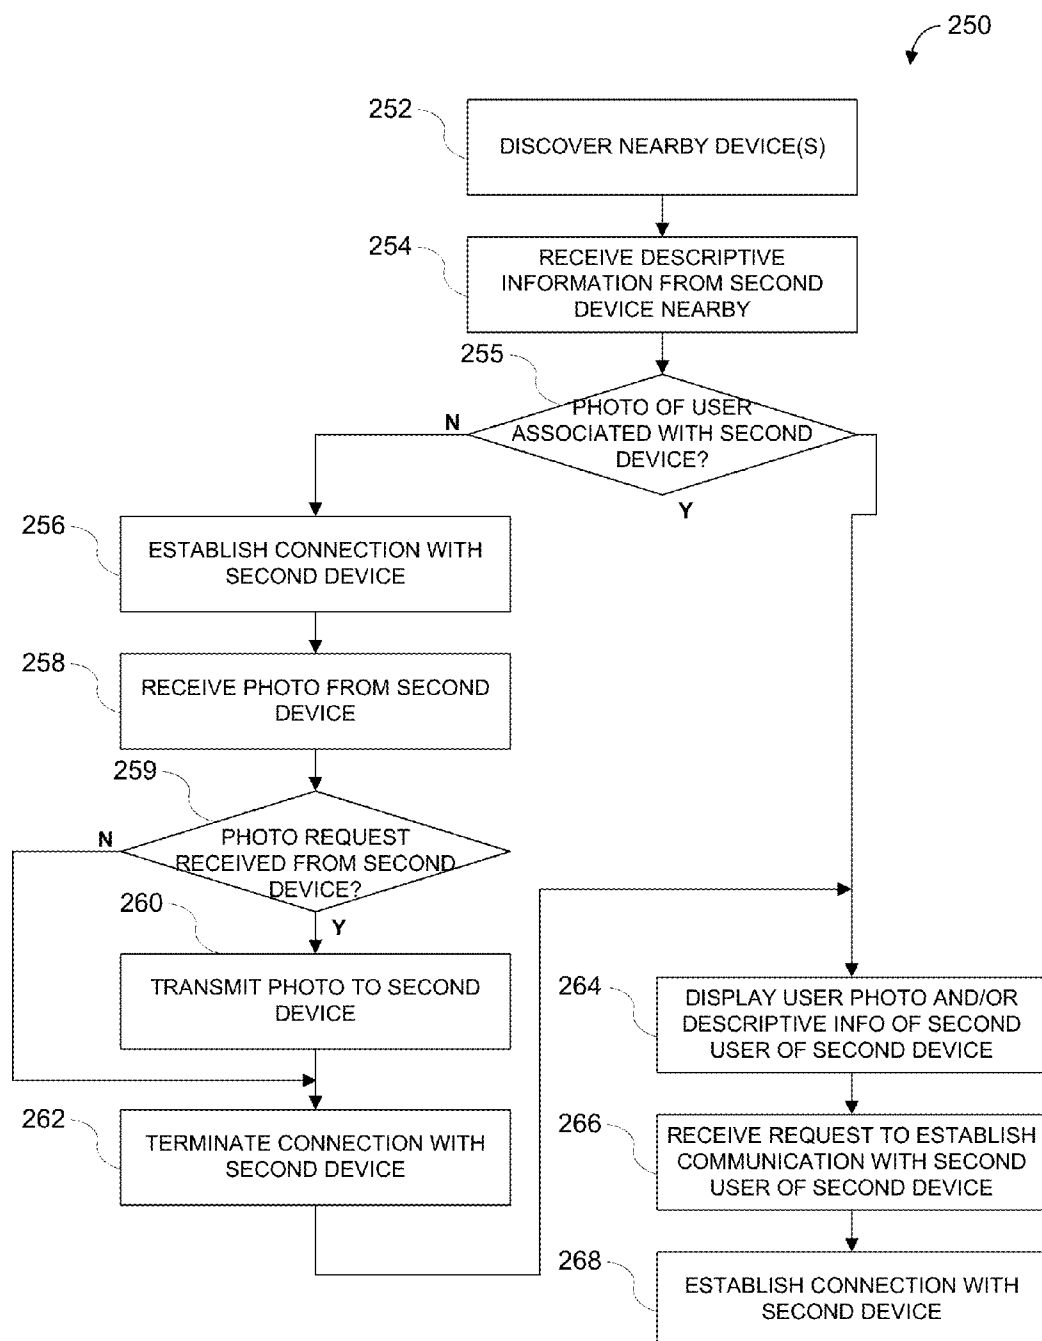 250
252
DISCOVER NEARBY DEVICE(S)
254
RECEIVE DESCRIPTIVE
INFORMATION FROM SECOND
DEVICE NEARBY
255
PHOTO OF USER
ASSOCIATED WITH SECOND
DEVICE?
N
Y
256
ESTABLISH CONNECTION WITH
SECOND DEVICE
258
RECEIVE PHOTO FROM SECOND
DEVICE
259
PHOTO REQUEST
RECEIVED FROM SECOND
DEVICE?
N
Y
260
TRANSMIT PHOTO TO SECOND
DEVICE
262
TERMINATE CONNECTION WITH
SECOND DEVICE
264
DISPLAY USER PHOTO AND/OR
DESCRIPTIVE INFO OF SECOND
USER OF SECOND DEVICE
266
RECEIVE REQUEST TO ESTABLISH
COMMUNICATION WITH SECOND
USER OF SECOND DEVICE
268
ESTABLISH CONNECTION WITH
SECOND DEVICE